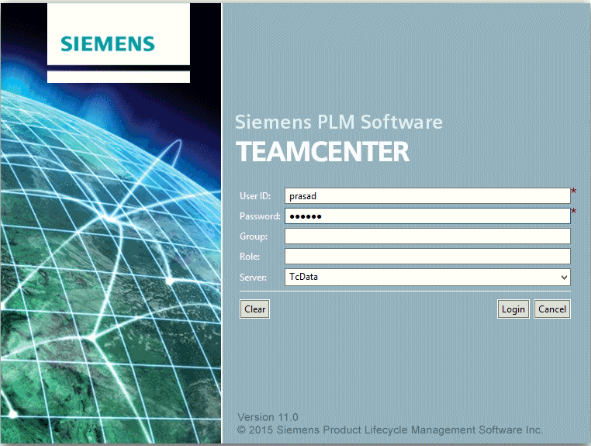 SIEMENS
Siemens PLM Software
TEAMCENTER
User ID: prasad *
Password: ●●●●●● *
Group:
Role:
Server: TcData
Clear Login Cancel
Version 11.0
© 2015 Siemens Product Lifecycle Management Software Inc.